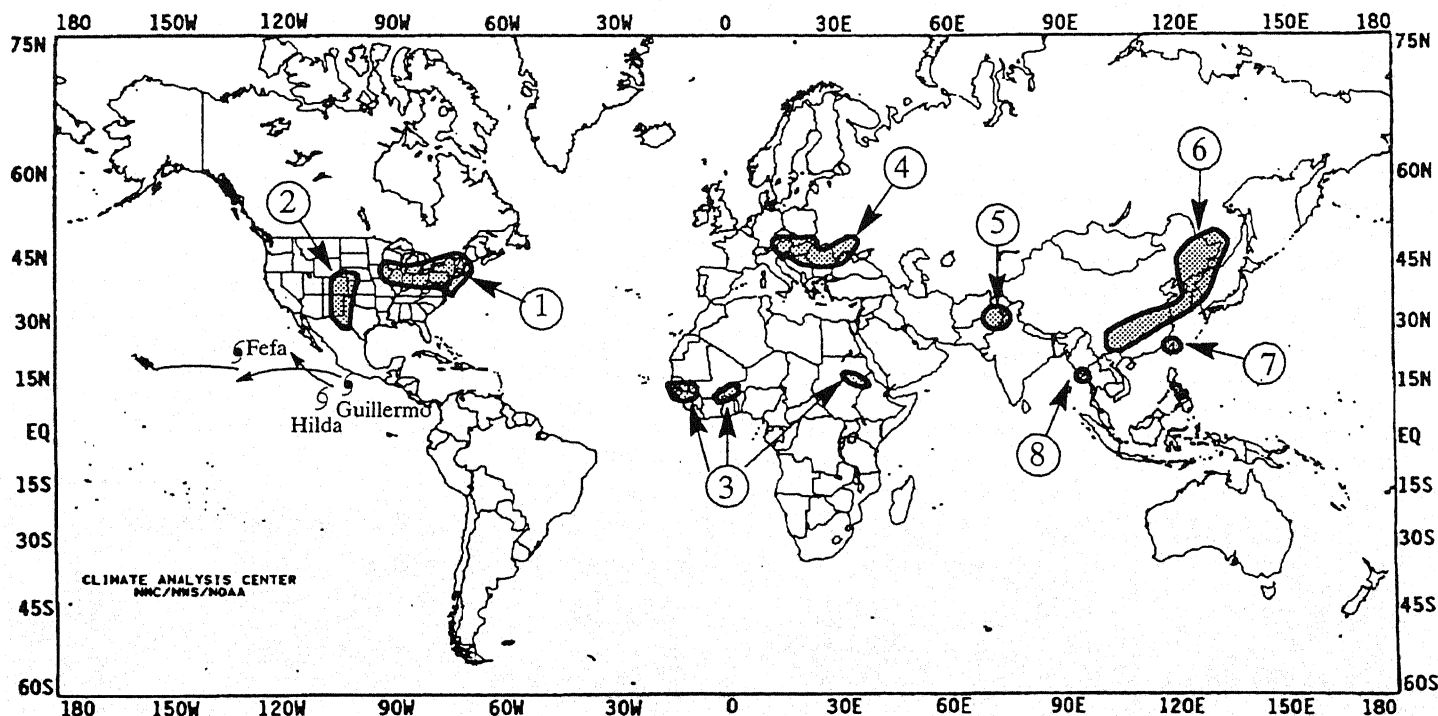 180 150W 120W 90W 60W 30W 0 30E 60E 90E 120E 150E 180
75N 75N
6
60N 4 60N
2 5
45N 45N
1
30N 30N
Fefa 7
15N 15N
Guillermo
Hilda
EQ 8 EQ
3
15S 15S
30S 30S
CLIMATE ANALYSIS CENTER
NMC/NWS/NOAA
45S 45S
60S 60S
180 150W 120W 90W 60W 30W 0 30E 60E 90E 120E 150E 180